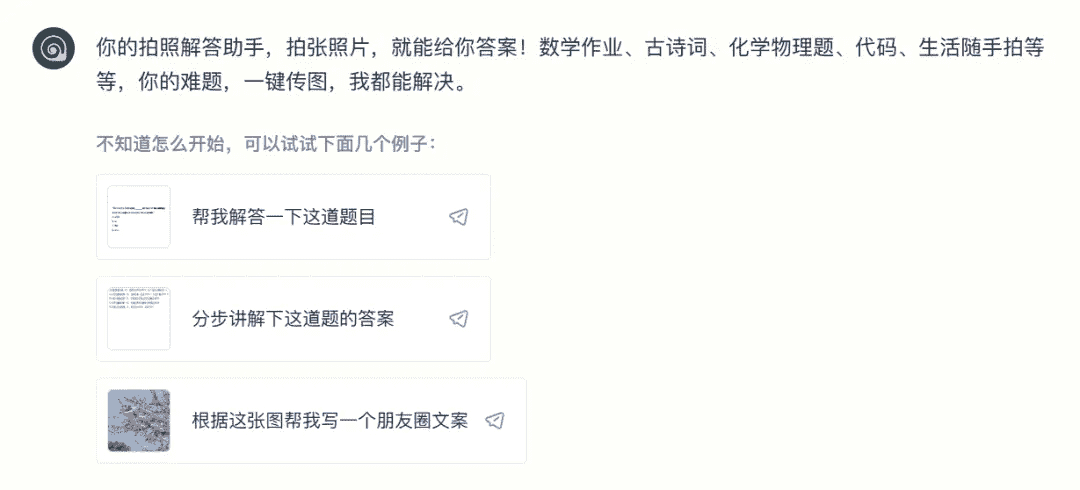 你的拍照解答助手，拍张照片，就能给你答案！数学作业、古诗词、化学物理题、代码、生活随手拍等
等，你的难题，一键传图，我都能解决。
不知道怎么开始，可以试试下面几个例子：
帮我解答一下这道题目
分步讲解下这道题的答案
根据这张图帮我写一个朋友圈文案